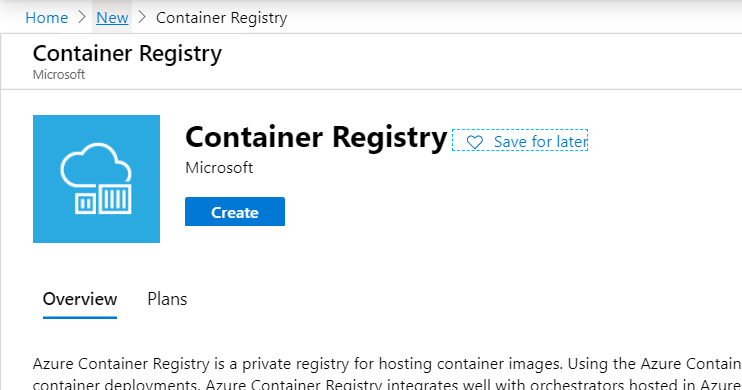 Home > New > Container Registry
Container Registry
Microsoft
Container Registry Save for later
Microsoft
Create
Overview Plans
Azure Container Registry is a private registry for hosting container images. Using the Azure Contain
container deployments. Azure Container Registry integrates well with orchestrators hosted in Azure